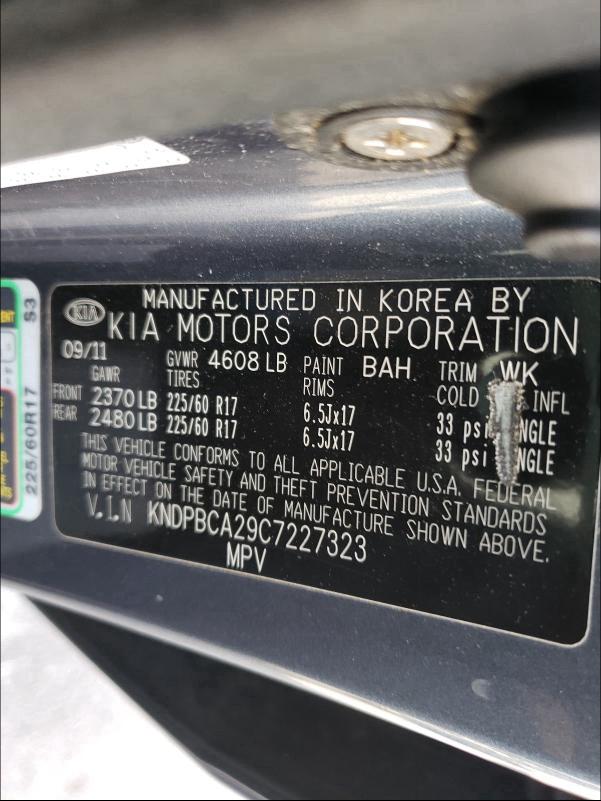 MANUFACTURED IN KOREA BY
KIA KIA MOTORS CORPORATION
09/11 GVWR 4608 LB PAINT BAH TRIM WK
GAWR TIRES RIMS COLD INFL
FRONT 2370 LB 225/60 R17 6.5Jx17 33 psi NGLE
REAR 2480 LB 225/60 R17 6.5Jx17 33 psi NGLE
THIS VEHICLE CONFORMS TO ALL APPLICABLE U.S.A. FEDERAL
MOTOR VEHICLE SAFETY AND THEFT PREVENTION STANDARDS
IN EFFECT ON THE DATE OF MANUFACTURE SHOWN ABOVE.
V.I.N KNDPBCA29C7227323
MPV
225/60R17 S3
ENT